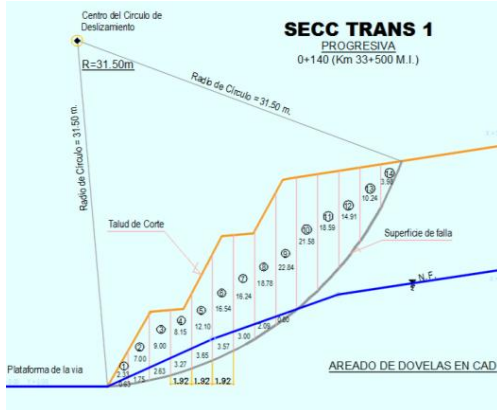 Centro del Circulo de
Deslizamiento
SECC TRANS 1
PROGRESIVA
0+140 (Km 33+500 M.I.)
R=31.50m
Radio de Círculo = 31.50 m.
Radio de Círculo = 31.50 m.
Talud de Corte
Superficie de falla
N.F.
Plataforma de la via
AREADO DE DOVELAS EN CAD
1 2 3 4 5 6 7 8 9 10 11 12 13 14
2.33 7.00 9.00 8.15 12.10 16.54 16.24 18.78 22.84 21.58 18.59 14.91 10.24 3.98
0.63 1.75 2.63 3.27 3.65 3.57 3.00 2.09
1.92 1.92 1.92